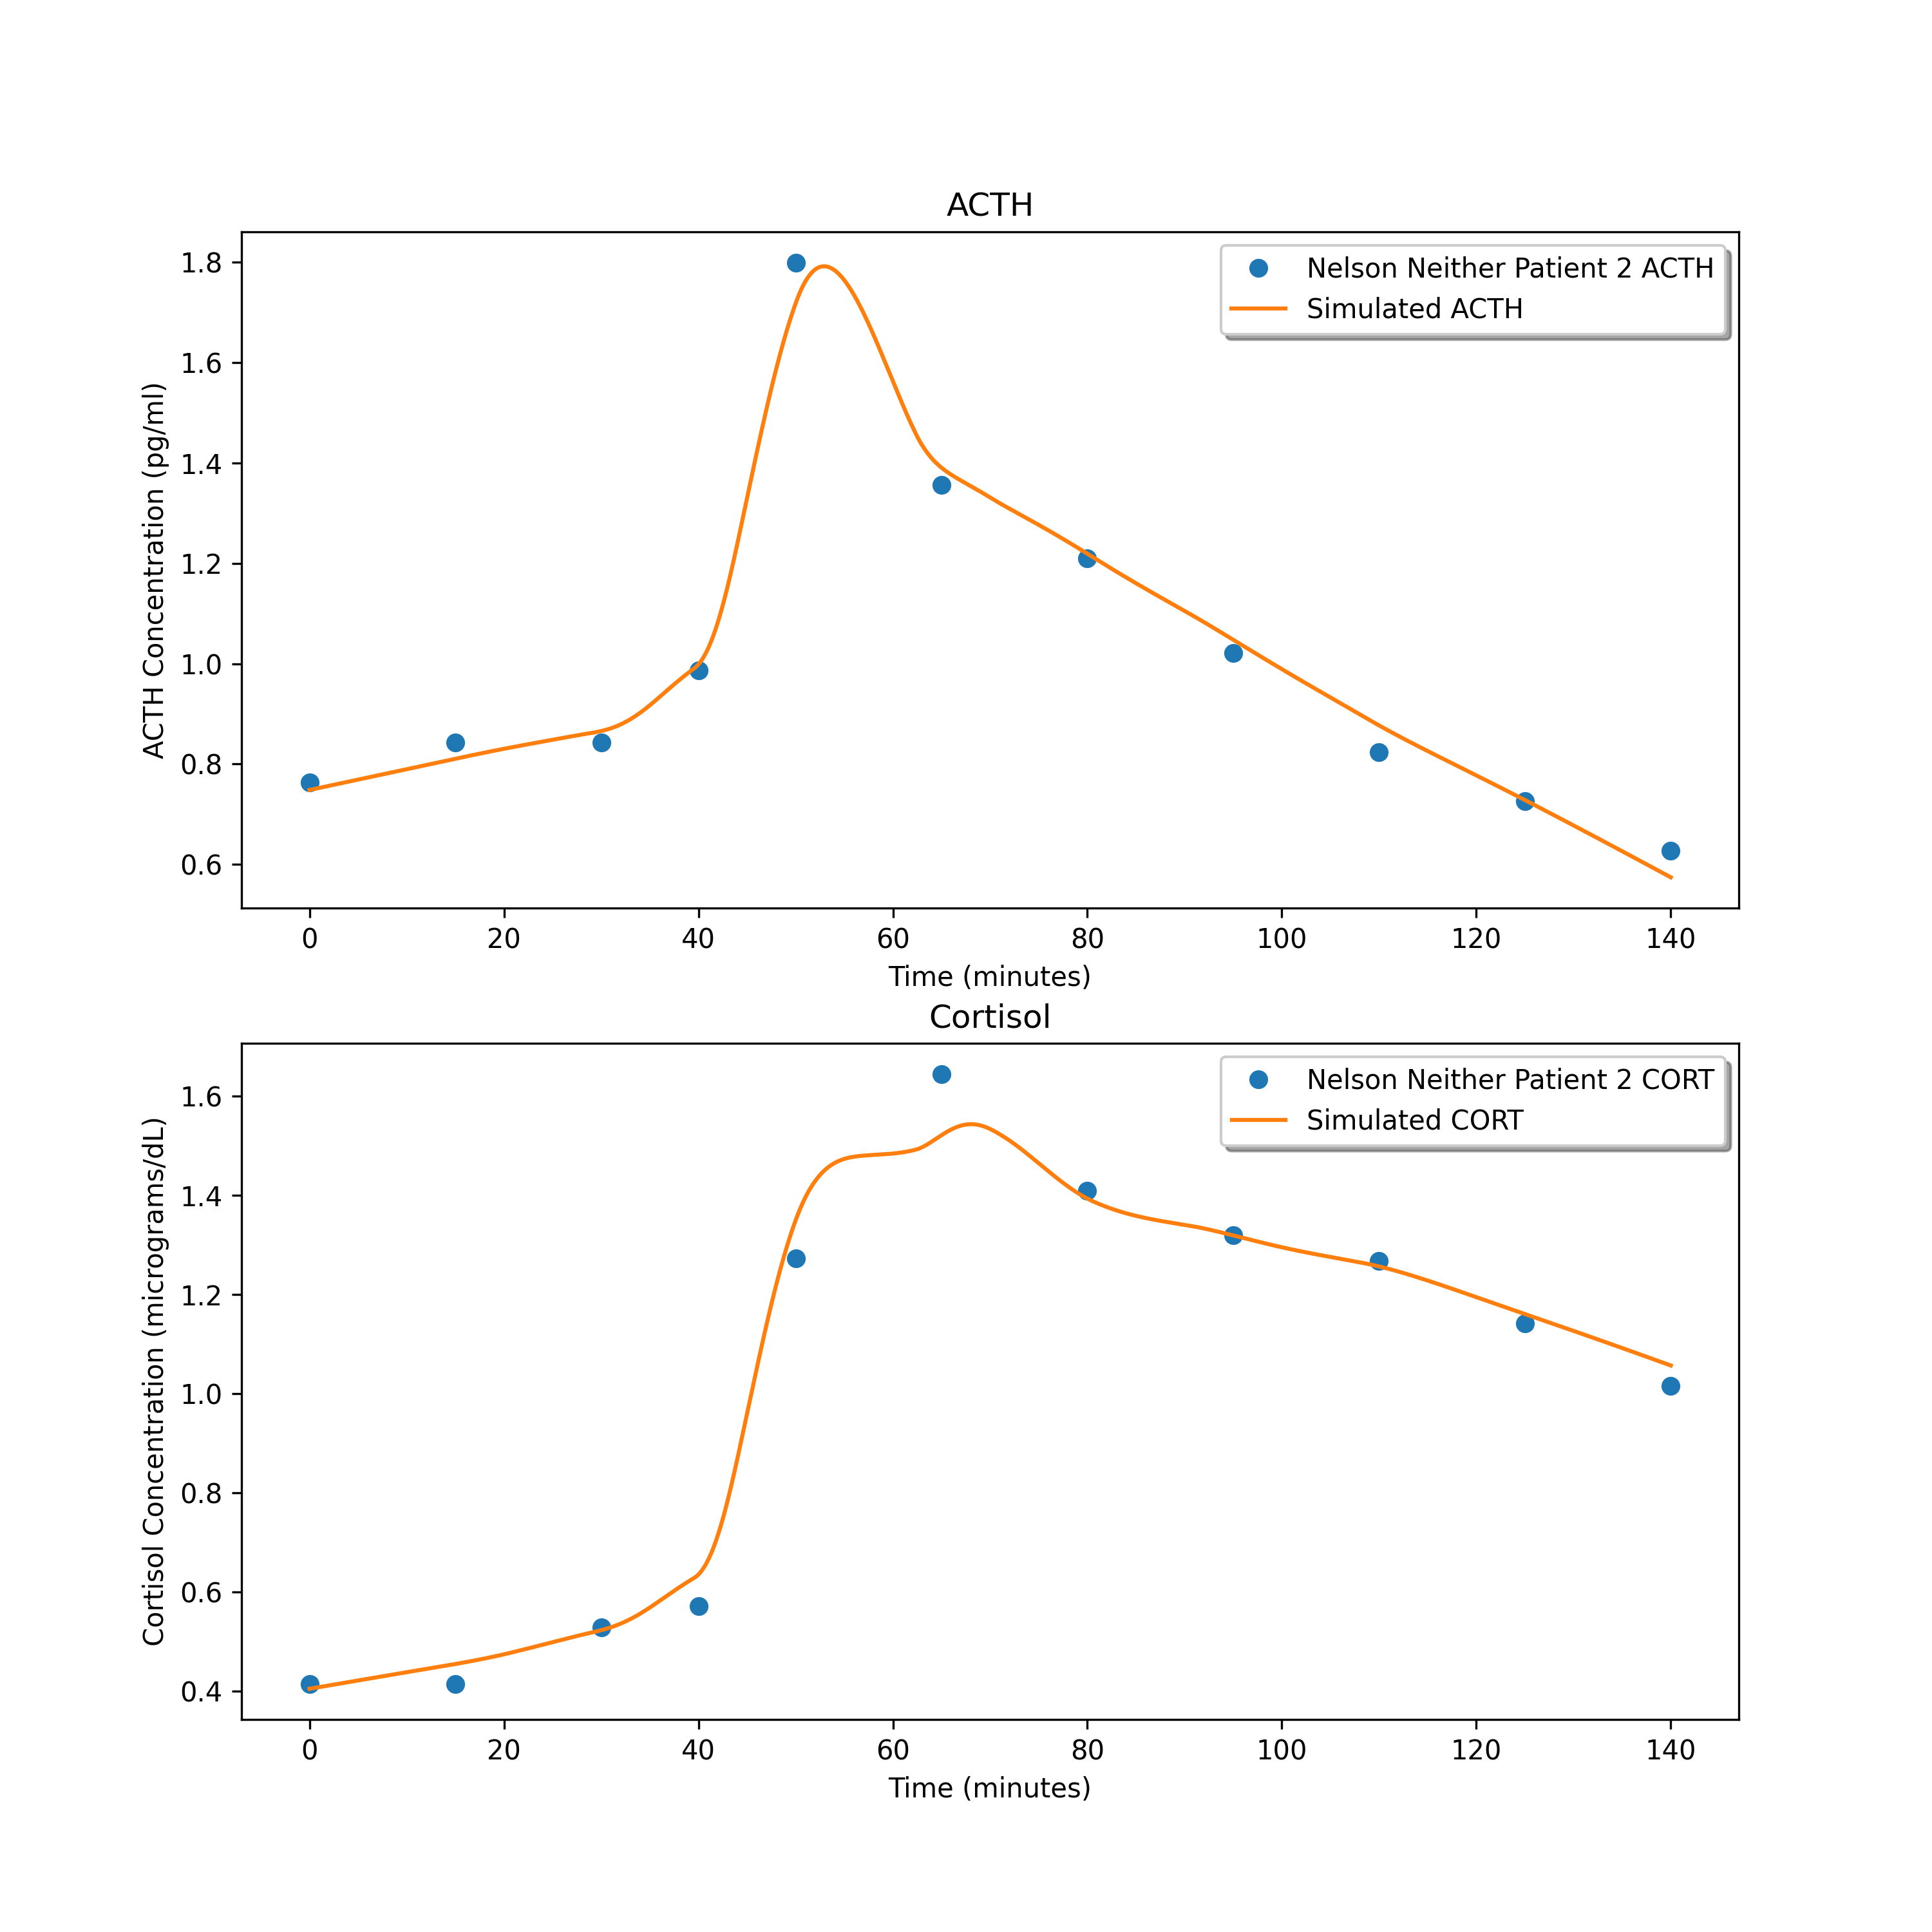 ACTH
1.8
1.6
1.4
1.2
1.0
0.8
0.6
ACTH Concentration (pg/ml)
Nelson Neither Patient 2 ACTH
Simulated ACTH
0 20 40 60 80 100 120 140
Time (minutes)
Cortisol
1.6
1.4
1.2
1.0
0.8
0.6
0.4
Cortisol Concentration (micrograms/dL)
Nelson Neither Patient 2 CORT
Simulated CORT
0 20 40 60 80 100 120 140
Time (minutes)